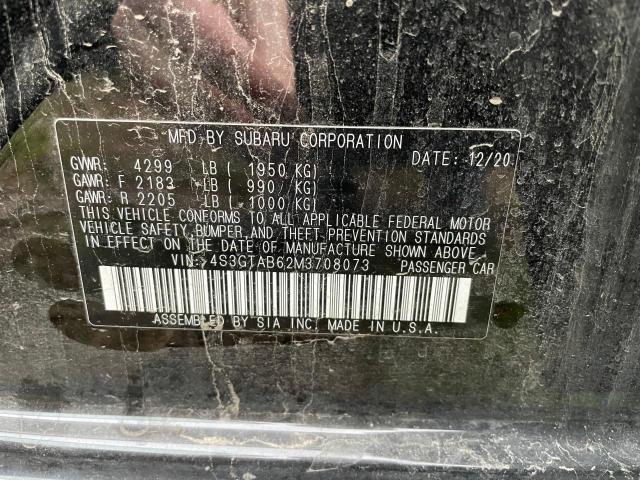 MFD BY SUBARU CORPORATION
DATE: 12/20
GVWR: 4299 LB ( 1950 KG)
GAWR: F 2183 LB ( 990 KG)
GAWR: R 2205 LB ( 1000 KG)
THIS VEHICLE CONFORMS TO ALL APPLICABLE FEDERAL MOTOR
VEHICLE SAFETY, BUMPER, AND THEFT PREVENTION STANDARDS
IN EFFECT ON THE DATE OF MANUFACTURE SHOWN ABOVE
VIN: 4S3GTAB62M3708073 PASSENGER CAR
ASSEMBLED BY SIA INC. MADE IN U.S.A.